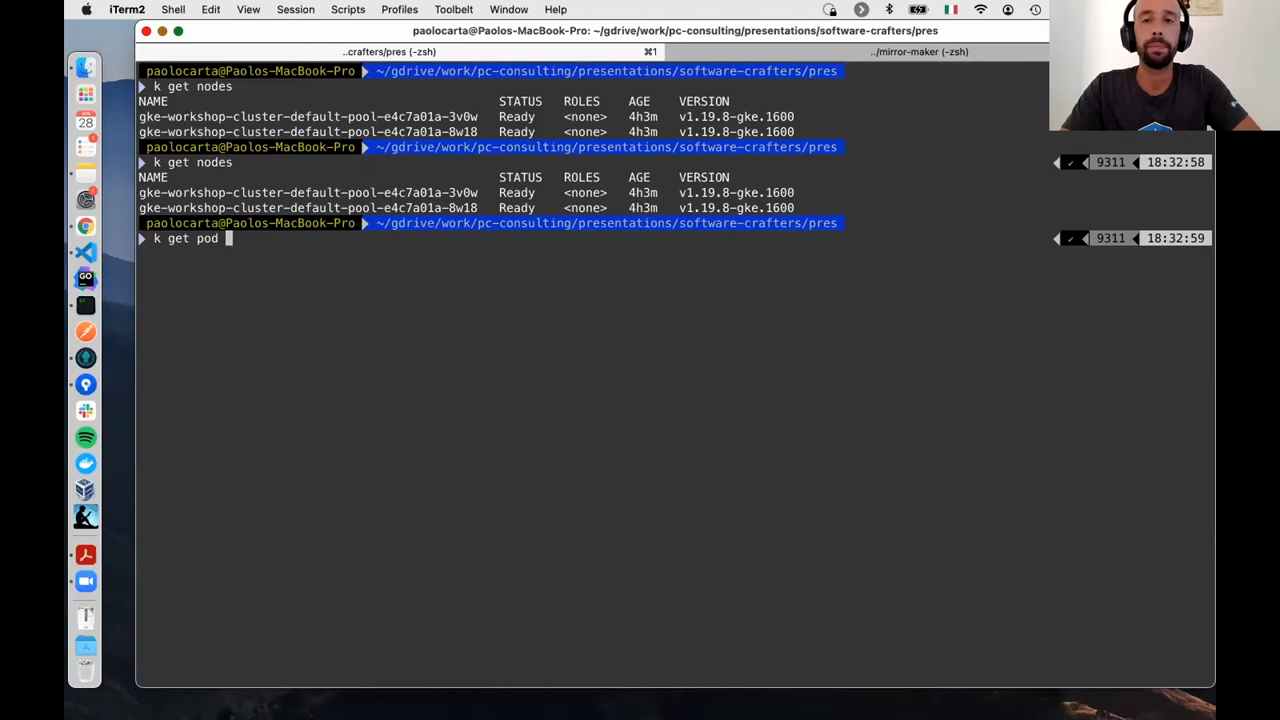 iTerm2 Shell Edit View Session Scripts Profiles Toolbelt Window Help
paolocarta@Paolos-MacBook-Pro: ~/gdrive/work/pc-consulting/presentations/software-crafters/pres
..crafters/pres (-zsh) ⌘1 ../mirror-maker (-zsh)
paolocarta@Paolos-MacBook-Pro ~/gdrive/work/pc-consulting/presentations/software-crafters/pres
k get nodes
NAME STATUS ROLES AGE VERSION
gke-workshop-cluster-default-pool-e4c7a01a-3v0w Ready <none> 4h3m v1.19.8-gke.1600
gke-workshop-cluster-default-pool-e4c7a01a-8w18 Ready <none> 4h3m v1.19.8-gke.1600
paolocarta@Paolos-MacBook-Pro ~/gdrive/work/pc-consulting/presentations/software-crafters/pres
k get nodes ✓ 9311 18:32:58
NAME STATUS ROLES AGE VERSION
gke-workshop-cluster-default-pool-e4c7a01a-3v0w Ready <none> 4h3m v1.19.8-gke.1600
gke-workshop-cluster-default-pool-e4c7a01a-8w18 Ready <none> 4h3m v1.19.8-gke.1600
paolocarta@Paolos-MacBook-Pro ~/gdrive/work/pc-consulting/presentations/software-crafters/pres
k get pod ✓ 9311 18:32:59
28
GO